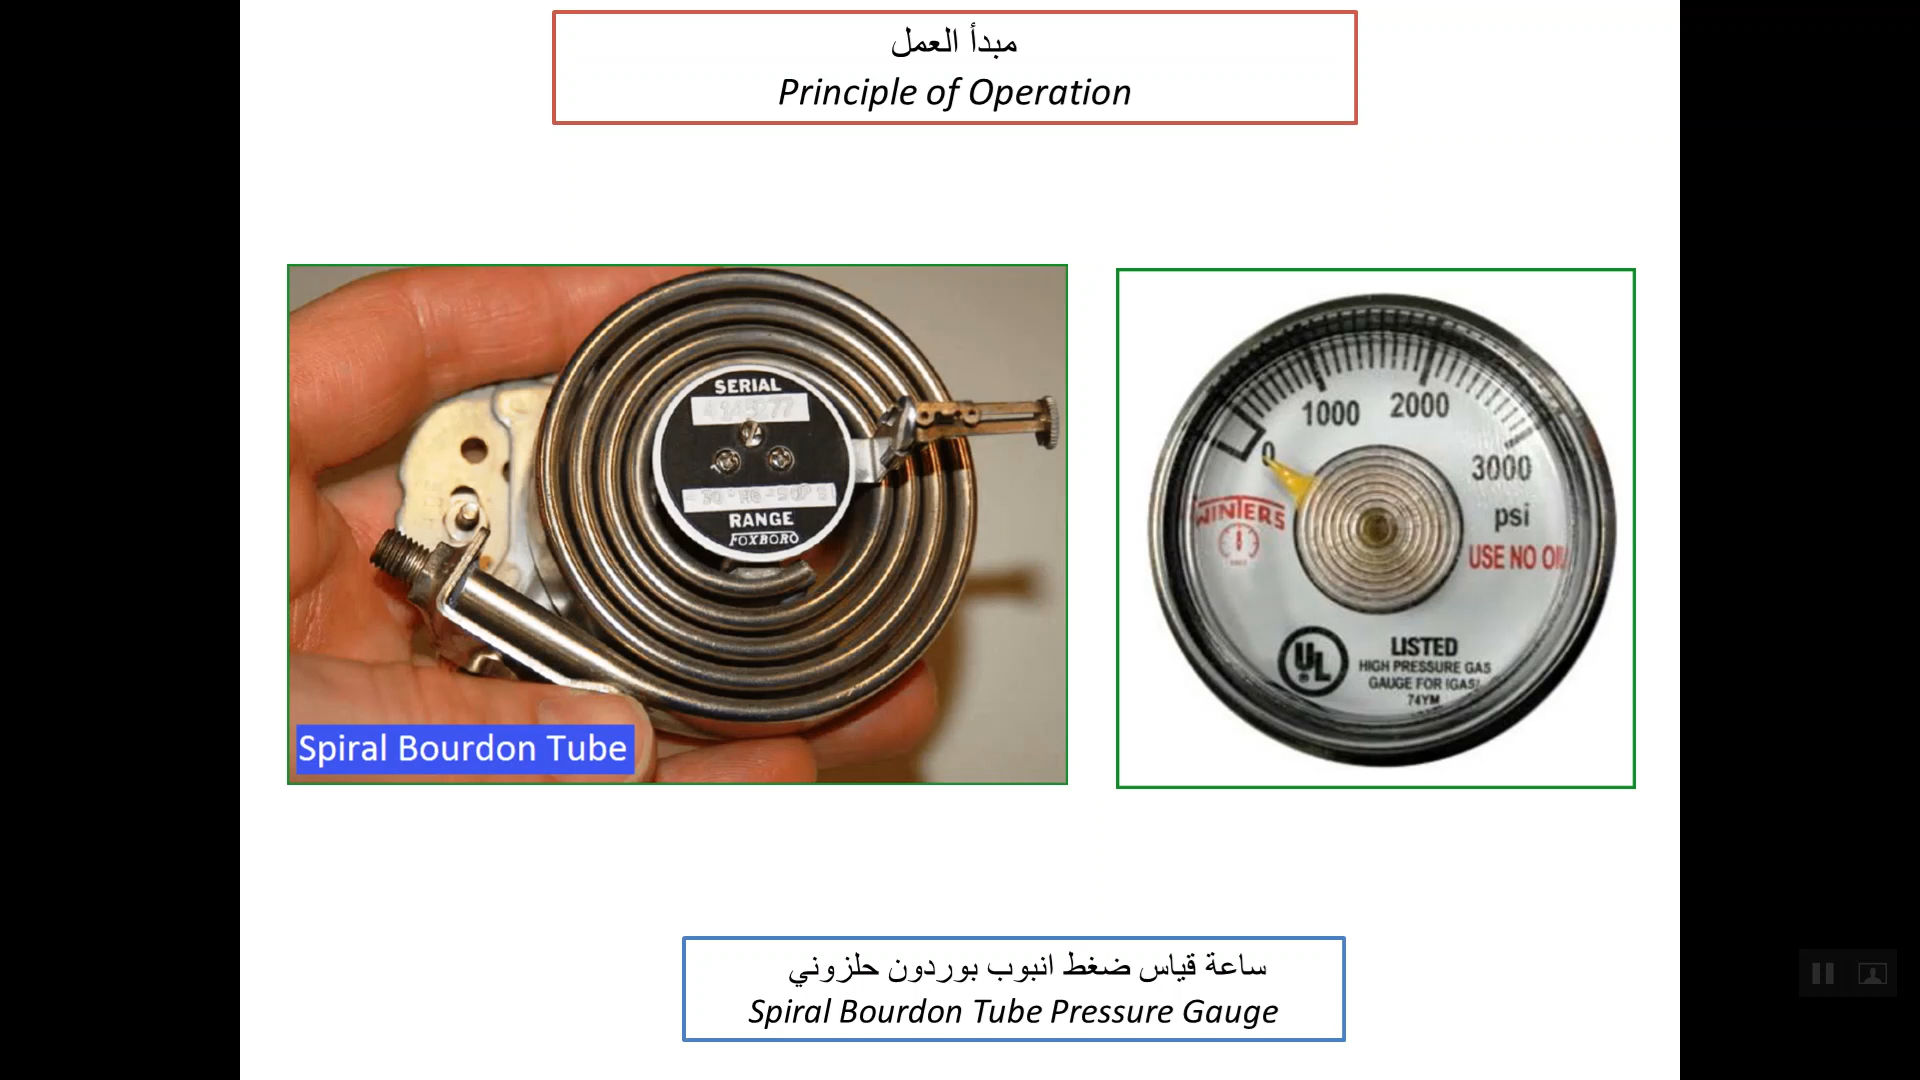 مبدأ العمل
Principle of Operation
SERIAL
RANGE
FOXBORO
Spiral Bourdon Tube
0
1000
2000
3000
psi
WINTERS
USE NO OIL
UL
LISTED
HIGH PRESSURE GAS
GAUGE FOR (GAS)
74YM
ساعة قياس ضغط انبوب بوردون حلزوني
Spiral Bourdon Tube Pressure Gauge